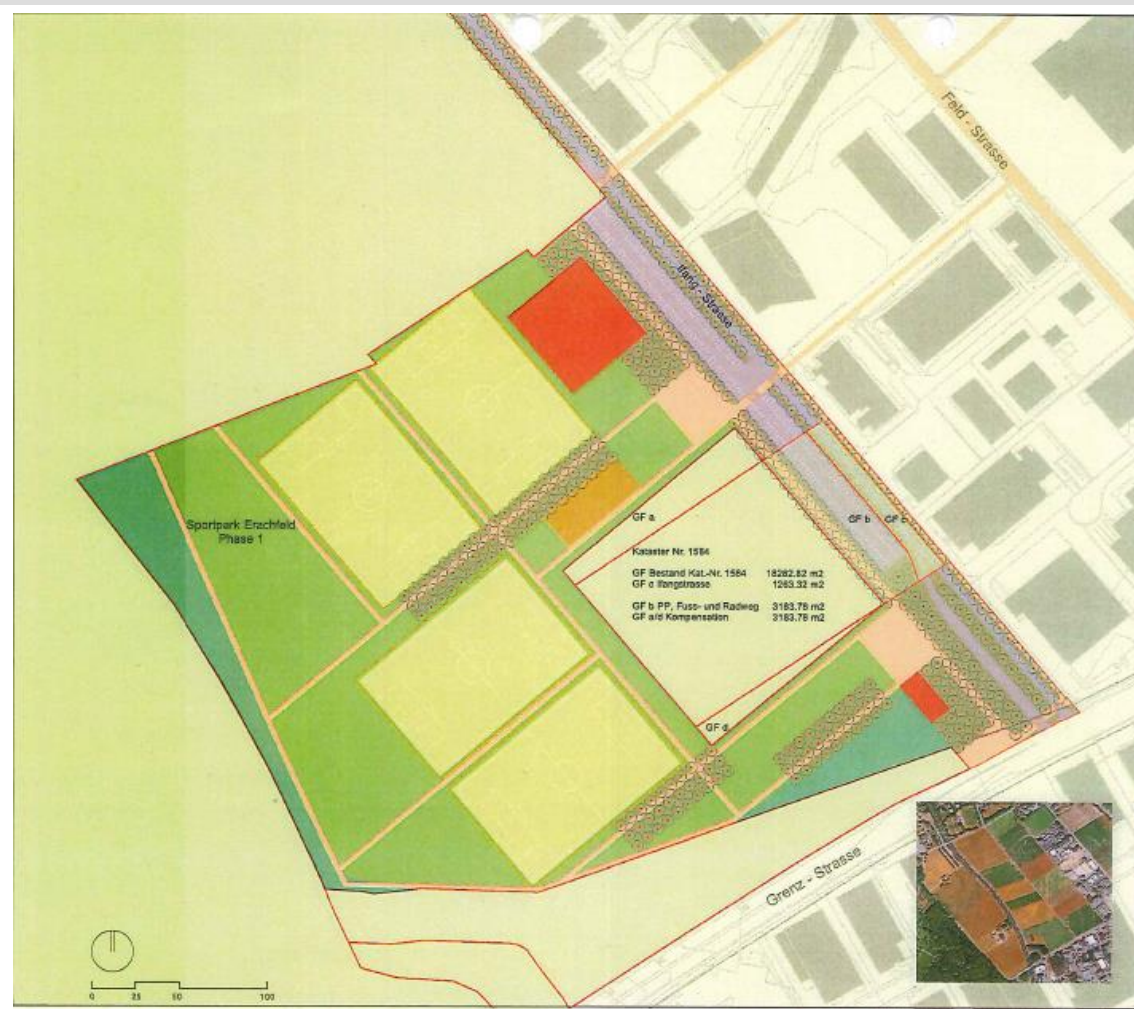 Feld - Strasse
Ifang - Strasse
Sportpark Erachfeld
Phase 1
GF a
GF b
GF c
Kataster Nr. 1584
GF Bestand Kat.-Nr. 1584 18282.82 m2
GF c Ifangstrasse 1263.32 m2
GF b PP, Fuss- und Radweg 3183.78 m2
GF a/d Kompensation 3183.78 m2
GF d
Grenz - Strasse
0 25 50 100